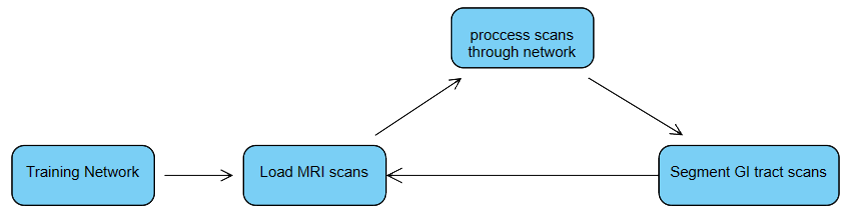 proccess scans
through network
Training Network
Load MRI scans
Segment GI tract scans